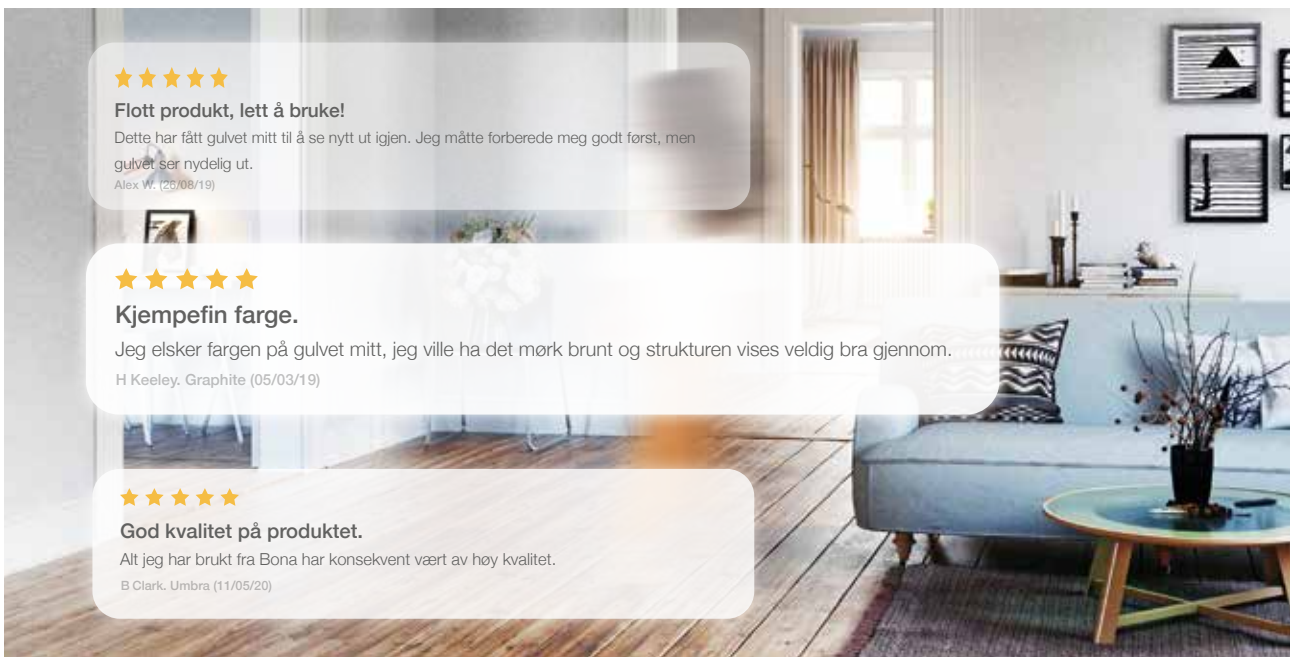 Flott produkt, lett å bruke!
Dette har fått gulvet mitt til å se nytt ut igjen. Jeg måtte forberede meg godt først, men
gulvet ser nydelig ut.
Alex W. (26/08/19)
Kjempefin farge.
Jeg elsker fargen på gulvet mitt, jeg ville ha det mørk brunt og strukturen vises veldig bra gjennom.
H Keeley. Graphite (05/03/19)
God kvalitet på produktet.
Alt jeg har brukt fra Bona har konsekvent vært av høy kvalitet.
B Clark. Umbra (11/05/20)